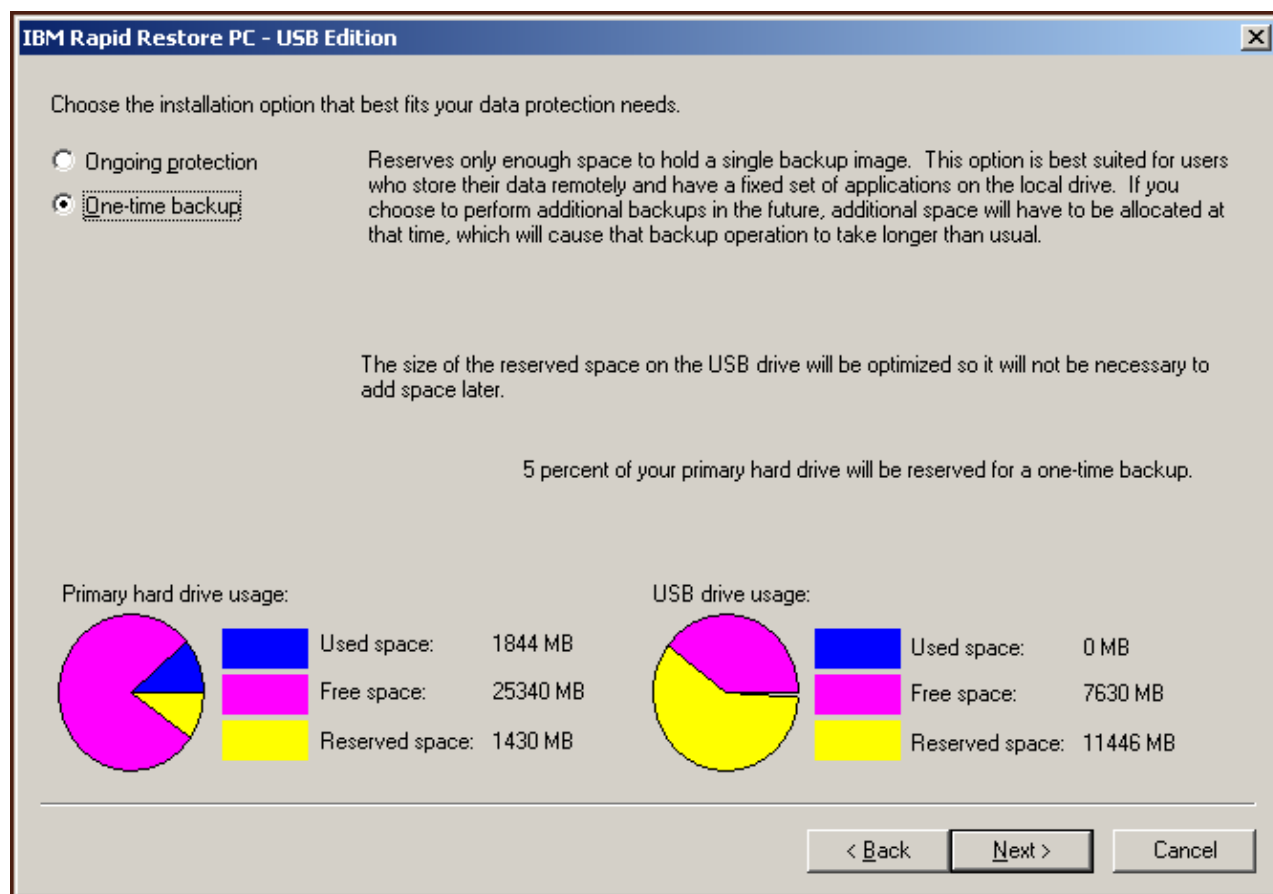 IBM Rapid Restore PC - USB Edition
Choose the installation option that best fits your data protection needs.
Ongoing protection
One-time backup
Reserves only enough space to hold a single backup image.  This option is best suited for users
who store their data remotely and have a fixed set of applications on the local drive.  If you
choose to perform additional backups in the future, additional space will have to be allocated at
that time, which will cause that backup operation to take longer than usual.
The size of the reserved space on the USB drive will be optimized so it will not be necessary to
add space later.
5 percent of your primary hard drive will be reserved for a one-time backup.
Primary hard drive usage:
Used space: 1844 MB
Free space: 25340 MB
Reserved space: 1430 MB
USB drive usage:
Used space: 0 MB
Free space: 7630 MB
Reserved space: 11446 MB
< Back
Next >
Cancel